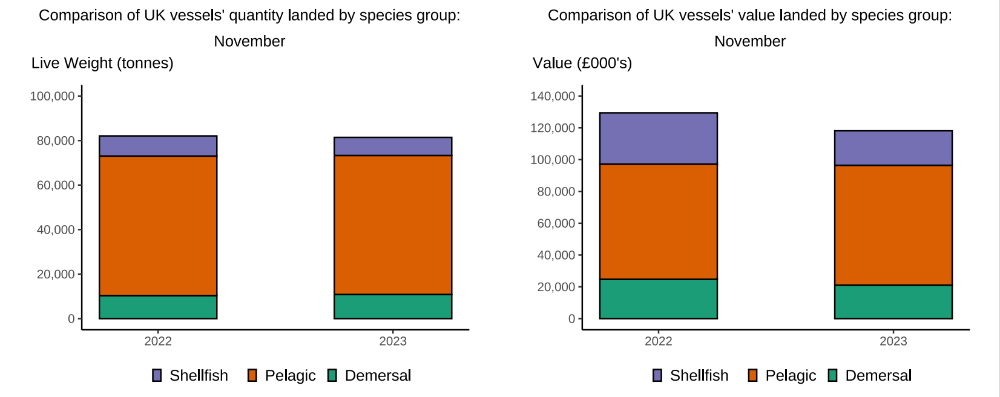 Comparison of UK vessels' quantity landed by species group:
November
Live Weight (tonnes)
100,000
80,000
60,000
40,000
20,000
0
2022 2023
Shellfish Pelagic Demersal
Comparison of UK vessels' value landed by species group:
November
Value (£000's)
140,000
120,000
100,000
80,000
60,000
40,000
20,000
0
2022 2023
Shellfish Pelagic Demersal